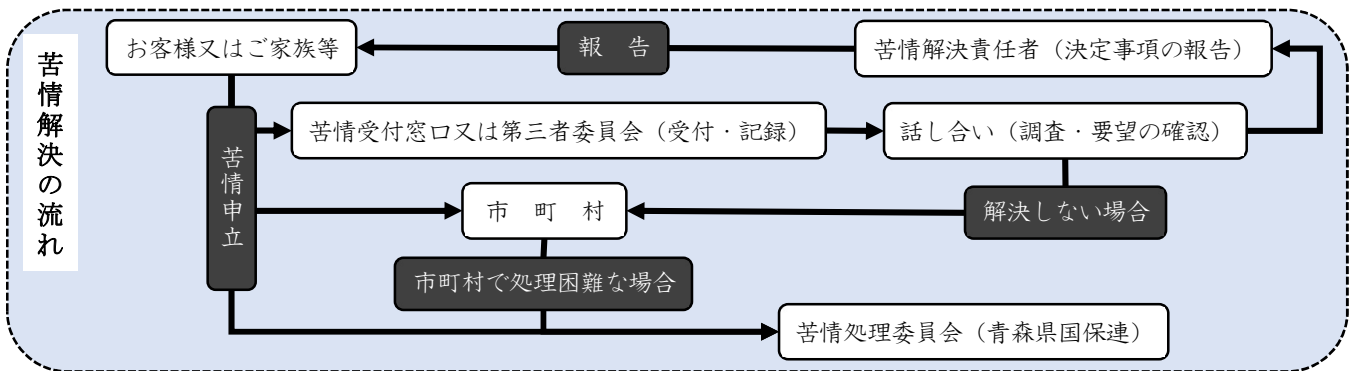 苦情解決の流れ
お客様又はご家族等
報　告
苦情解決責任者（決定事項の報告）
苦情申立
苦情受付窓口又は第三者委員会（受付・記録）
話し合い（調査・要望の確認）
市　町　村
解決しない場合
市町村で処理困難な場合
苦情処理委員会（青森県国保連）